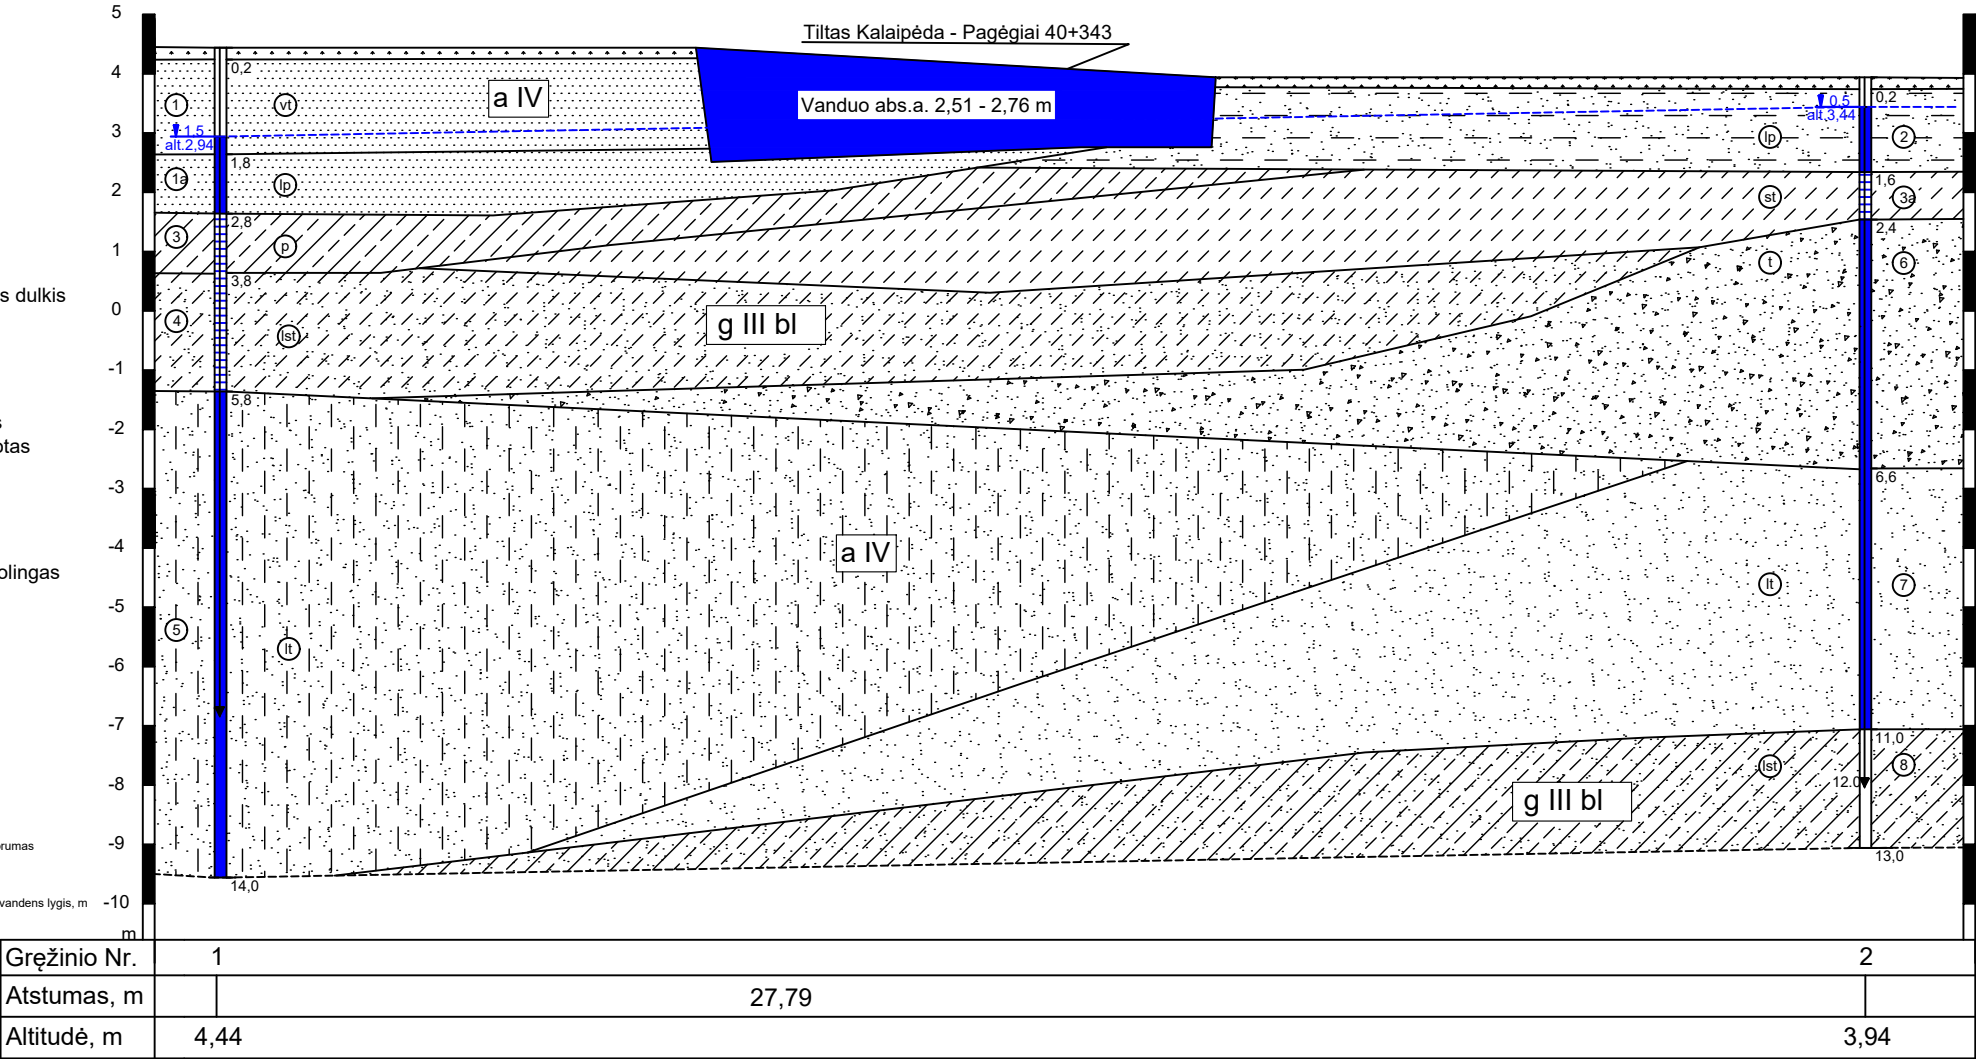 5
Tiltas Kalaipėda - Pagėgiai 40+343
4
0,2
a IV
Vanduo abs.a. 2,51 - 2,76 m
0,2
1
vt
0,5
alt.3,44
3
1,5
alt.2,94
lp
2
1,8
1a
lp
2
1,6
st
3a
2,8
2,4
3
p
1
t
6
3,8
s dulkis
0
4
lst
g III bl
-1
5,8
-2
otas
-3
6,6
-4
a IV
olingas
-5
lt
7
5
lt
-6
-7
11,0
lst
8
-8
12.0
g III bl
-9
rumas
13,0
14,0
vandens lygis, m
-10
m
Gręžinio Nr. 1 2
Atstumas, m 27,79
Altitudė, m 4,44 3,94